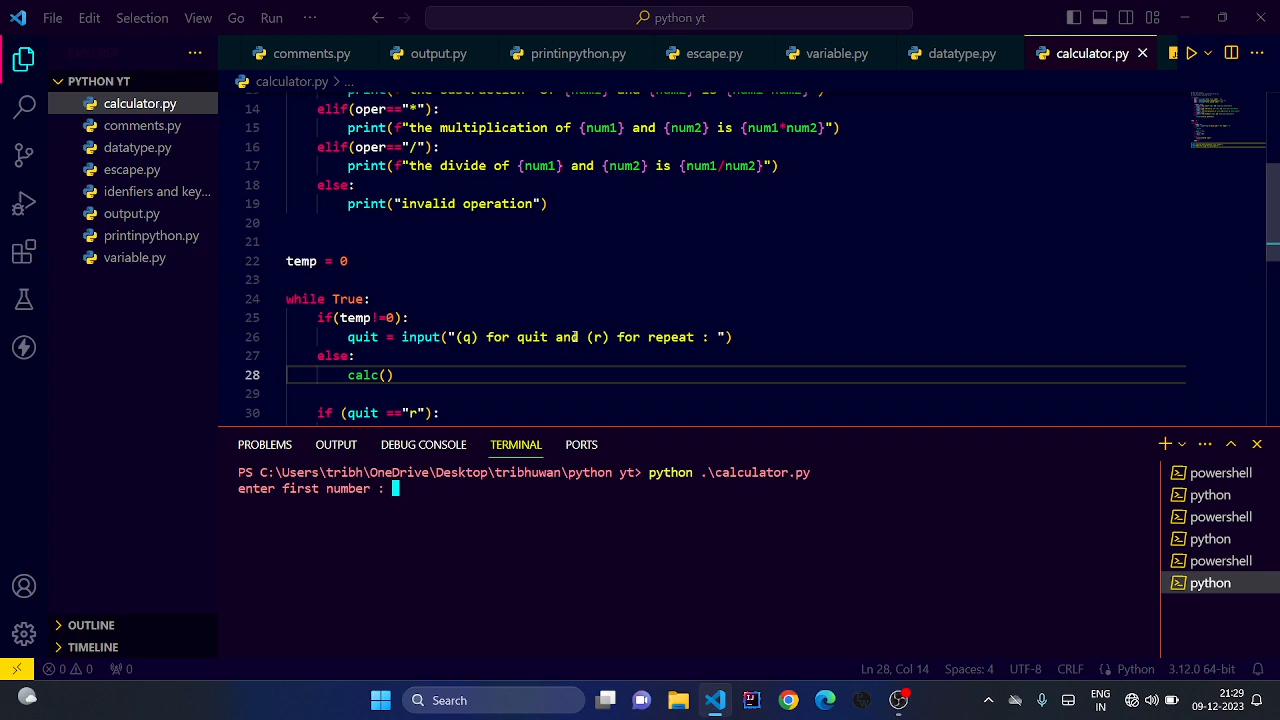 File Edit Selection View Go Run ··· python yt
comments.py output.py printinpython.py escape.py variable.py datatype.py calculator.py
PYTHON YT
calculator.py
comments.py
datatype.py
escape.py
idenfiers and key...
output.py
printinpython.py
variable.py
OUTLINE
TIMELINE
calculator.py > ...
14 elif(oper=="*"):
15 print(f"the multiplication of {num1} and {num2} is {num1*num2}")
16 elif(oper=="/"):
17 print(f"the divide of {num1} and {num2} is {num1/num2}")
18 else:
19 print("invalid operation")
20
21
22 temp = 0
23
24 while True:
25 if(temp!=0):
26 quit = input("(q) for quit and (r) for repeat : ")
27 else:
28 calc()
29
30 if (quit =="r"):
PROBLEMS OUTPUT DEBUG CONSOLE TERMINAL PORTS
PS C:\Users\tribh\OneDrive\Desktop\tribhuwan\python yt> python .\calculator.py
enter first number :
powershell
python
powershell
python
powershell
python
0 0 0 Ln 28, Col 14 Spaces: 4 UTF-8 CRLF Python 3.12.0 64-bit
Search ENG IN 21:29 09-12-2023